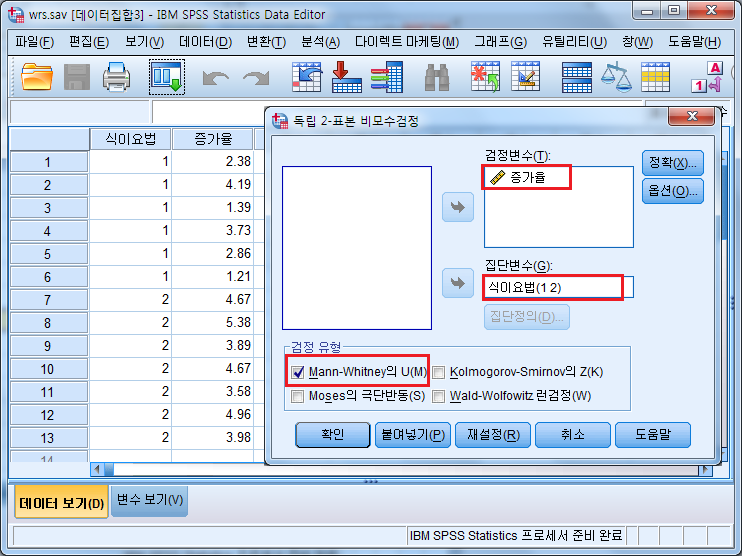 wrs.sav [데이터집합3] - IBM SPSS Statistics Data Editor
파일(F) 편집(E) 보기(V) 데이터(D) 변환(T) 분석(A) 다이렉트 마케팅(M) 그래프(G) 유틸리티(U) 창(W) 도움말(H)
A
1
수
식이요법 증가율
1 1 2.38
2 1 4.19
3 1 1.39
4 1 3.73
5 1 2.86
6 1 1.21
7 2 4.67
8 2 5.38
9 2 3.89
10 2 4.67
11 2 3.58
12 2 4.96
13 2 3.98
14
독립 2-표본 비모수검정
검정변수(T):
증가율
정확(X)...
옵션(O)...
집단변수(G):
식이요법(1 2)
집단정의(D)...
검정 유형
Mann-Whitney의 U(M) Kolmogorov-Smirnov의 Z(K)
Moses의 극단반동(S) Wald-Wolfowitz 런검정(W)
확인 붙여넣기(P) 재설정(R) 취소 도움말
데이터 보기(D) 변수 보기(V)
IBM SPSS Statistics 프로세서 준비 완료